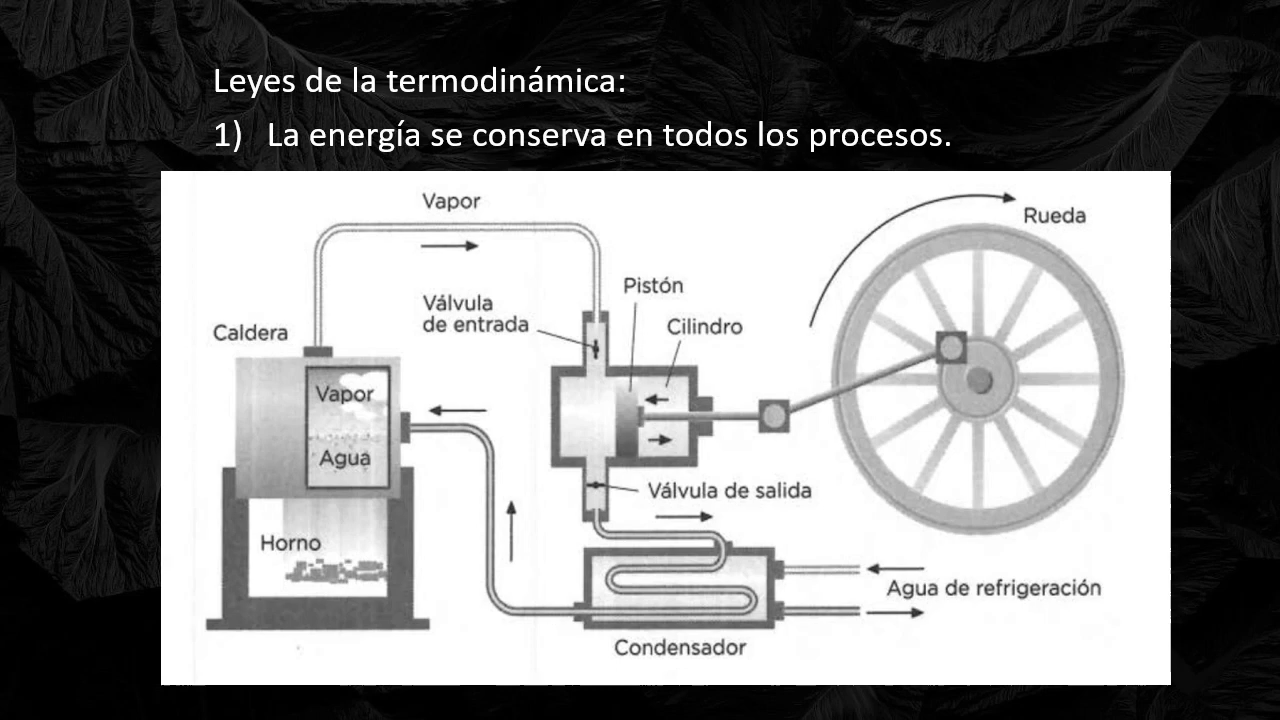 Leyes de la termodinámica:
1) La energía se conserva en todos los procesos.
Vapor
Rueda
Pistón
Válvula
de entrada
Cilindro
Caldera
Vapor
Agua
Válvula de salida
Horno
Agua de refrigeración
Condensador